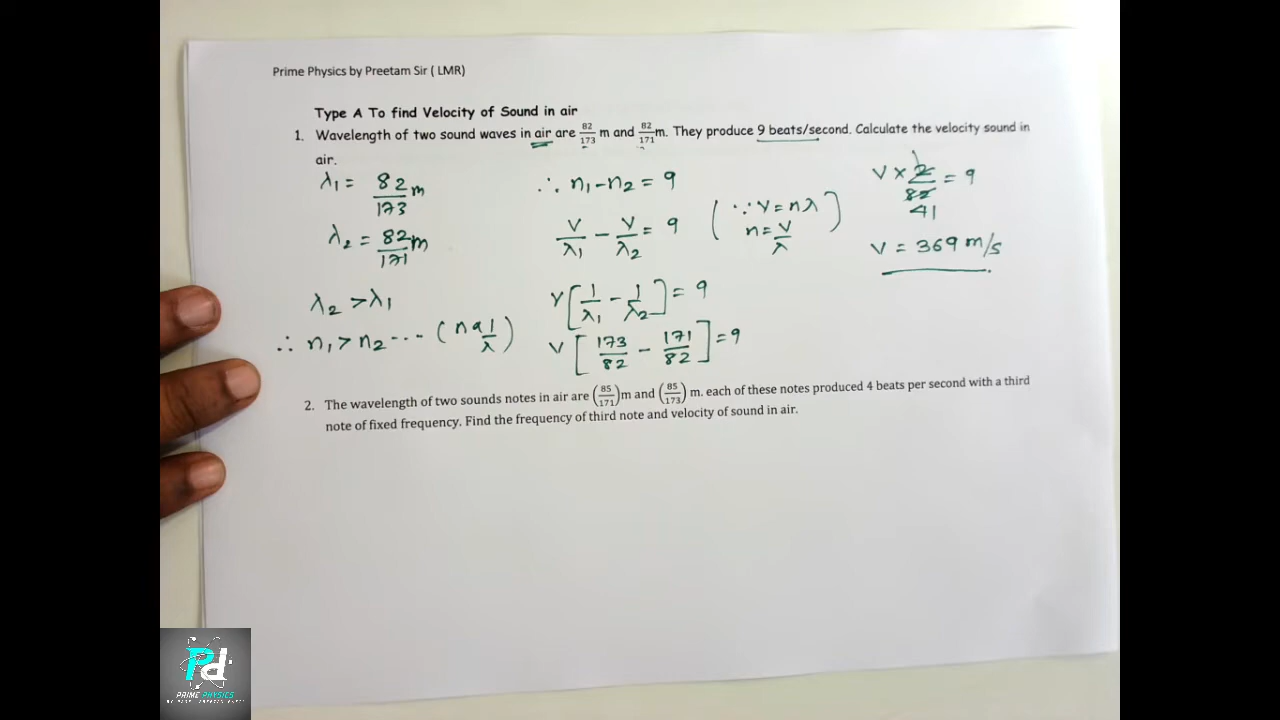 Prime Physics by Preetam Sir ( LMR)
Type A To find Velocity of Sound in air
1. Wavelength of two sound waves in air are 82/173 m and 82/171 m. They produce 9 beats/second. Calculate the velocity sound in
air.
λ₁ = 82/173 m
λ₂ = 82/171 m
λ₂ > λ₁
∴ n₁ > n₂ --- ( n α 1/λ )
∴ n₁ - n₂ = 9
V/λ₁ - V/λ₂ = 9 ( ∵ V = nλ
n = V/λ )
V [ 1/λ₁ - 1/λ₂ ] = 9
V [ 173/82 - 171/82 ] = 9
1
V × 2/82 = 9
41
V = 369 m/s
2. The wavelength of two sounds notes in air are (85/171) m and (85/173) m. each of these notes produced 4 beats per second with a third
note of fixed frequency. Find the frequency of third note and velocity of sound in air.
Pd
PRIME PHYSICS